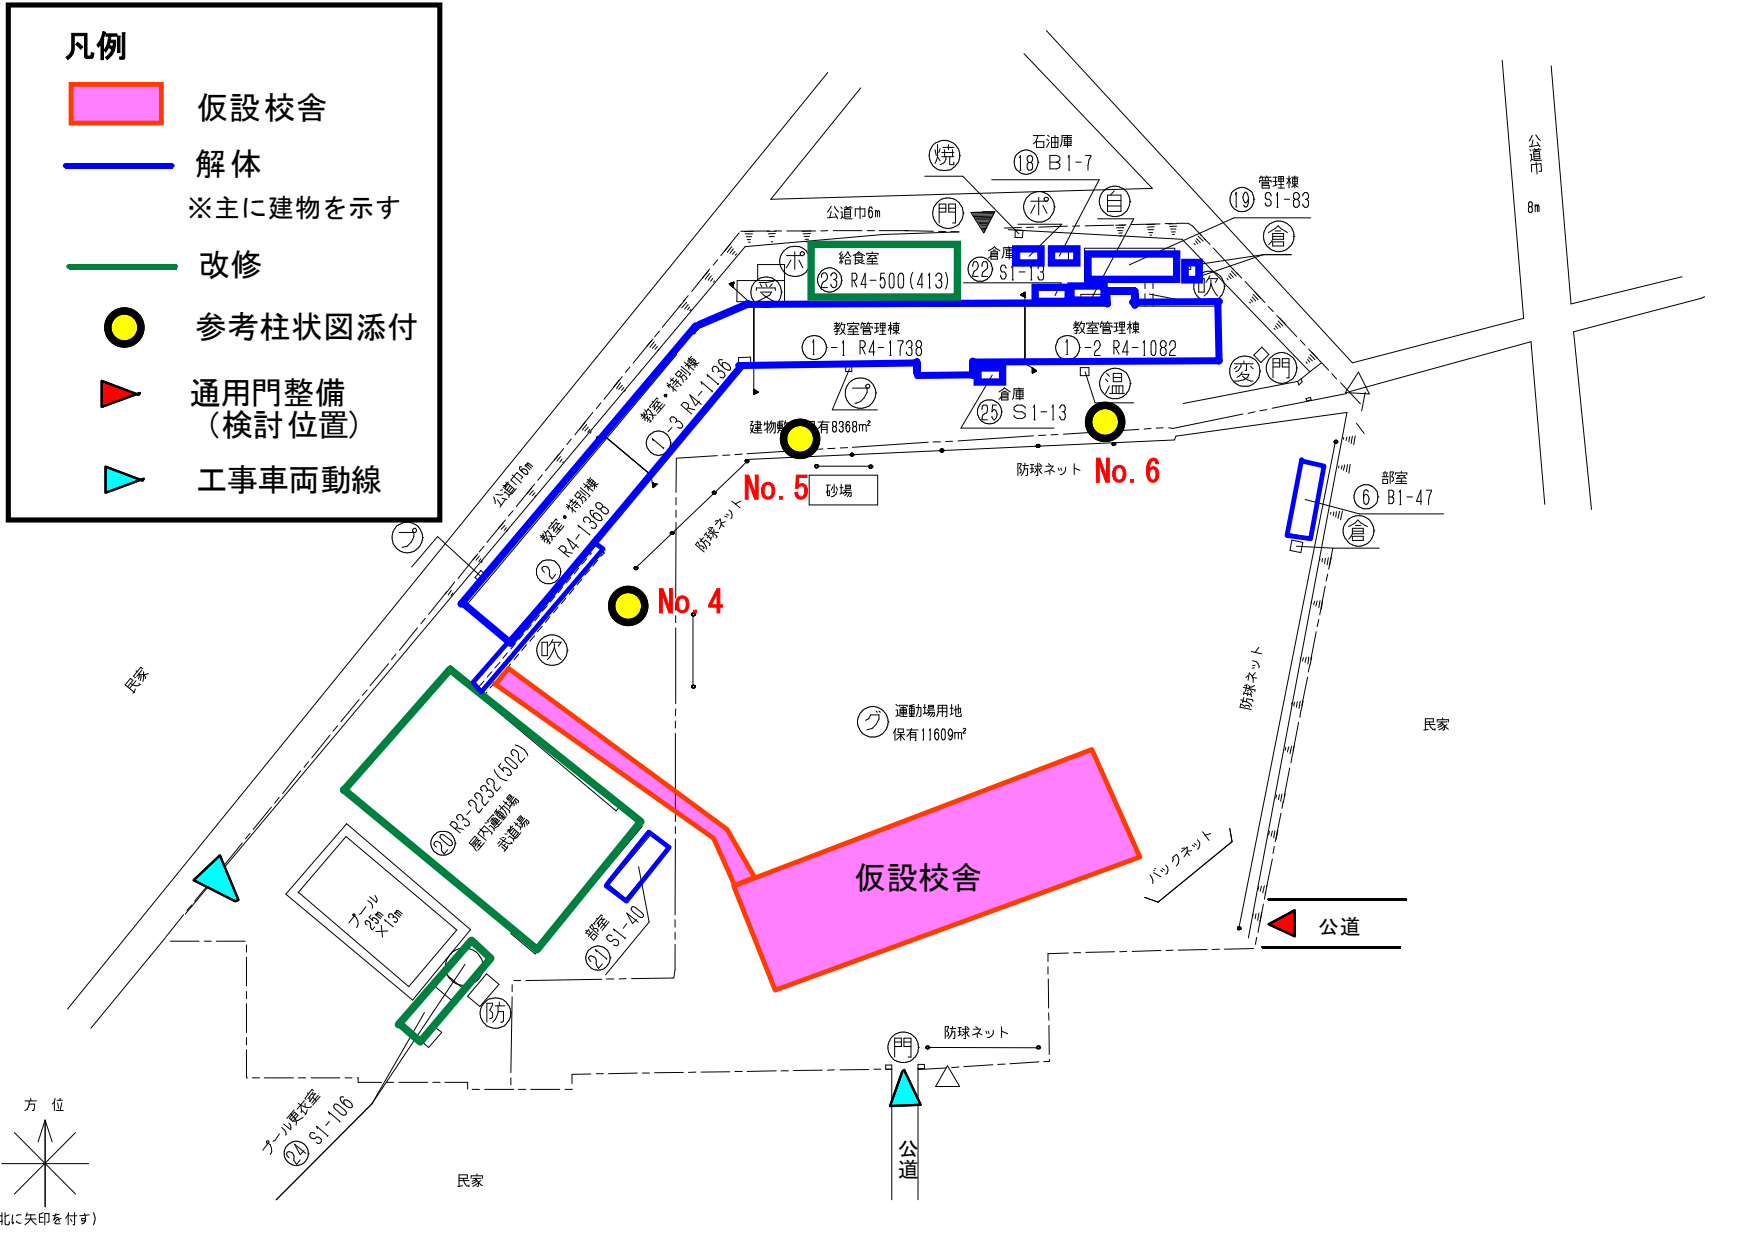 凡例
仮設校舎
解体
※主に建物を示す
改修
参考柱状図添付
通用門整備
（検討位置）
工事車両動線
焼
石油庫
⑱ B1-7
管理棟
⑲ S1-83
公道巾6m
門
ポ
自
倉
公道巾
8m
ポ
受
給食室
㉓ R4-500(413)
倉庫
㉒ S1-13
吹
教室管理棟
①-1 R4-1738
教室管理棟
①-2 R4-1082
教室・特別棟
①-3 R4-1136
プ
倉庫
㉕ S1-13
温
変
門
No. 5
砂場
防球ネット
No. 6
部室
⑥ B1-47
倉
公道巾6m
教室・特別棟
② R4-1368
プ
防球ネット
No. 4
吹
民家
グ
運動場用地
保有11609㎡
防球ネット
民家
⑳ R3-2232(502)
屋内運動場
武道場
プール
25m
×13m
部室
㉑ S1-40
仮設校舎
バックネット
公道
防
門
防球ネット
公道
プール更衣室
㉔ S1-106
民家
方 位
北に矢印を付す)